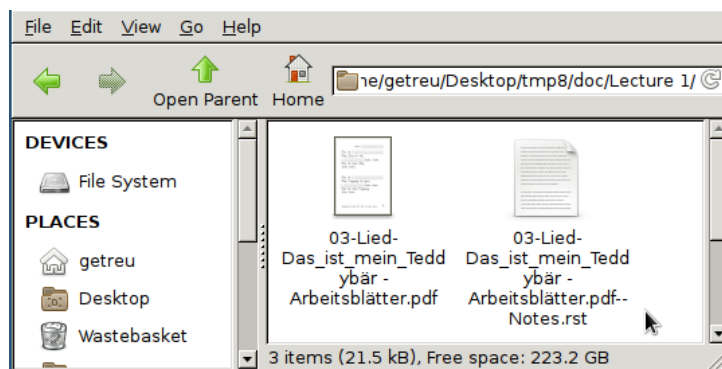 File Edit View Go Help
Open Parent Home
ne/getreu/Desktop/tmp8/doc/Lecture 1/
DEVICES
File System
PLACES
getreu
Desktop
Wastebasket
03-Lied-
Das_ist_mein_Tedd
ybär -
Arbeitsblätter.pdf
03-Lied-
Das_ist_mein_Tedd
ybär -
Arbeitsblätter.pdf--
Notes.rst
3 items (21.5 kB), Free space: 223.2 GB